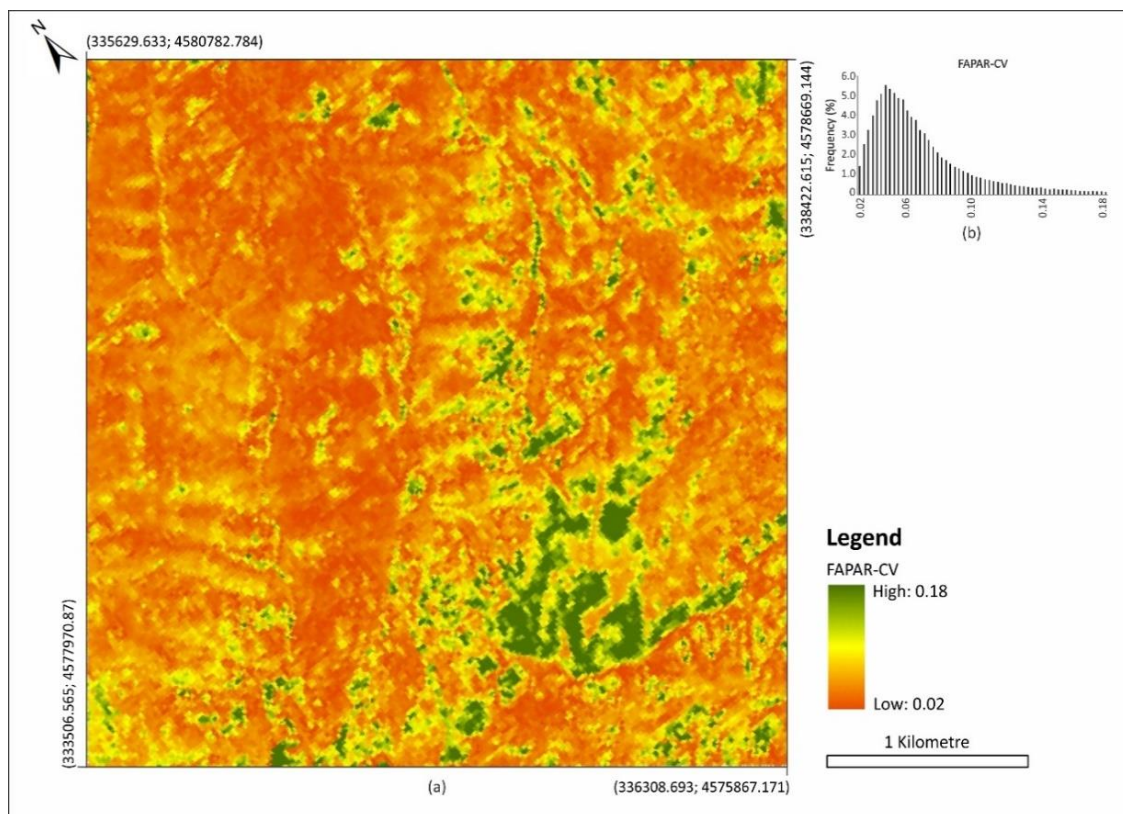 N
(335629.633; 4580782.784)
(338422.615; 4578669.144)
(333506.565; 4577970.87)
(a)
(336308.693; 4575867.171)
FAPAR-CV
Frequency (%)
6.0
5.0
4.0
3.0
2.0
1.0
0
0.02
0.06
0.10
0.14
0.18
(b)
Legend
FAPAR-CV
High: 0.18
Low: 0.02
1 Kilometre